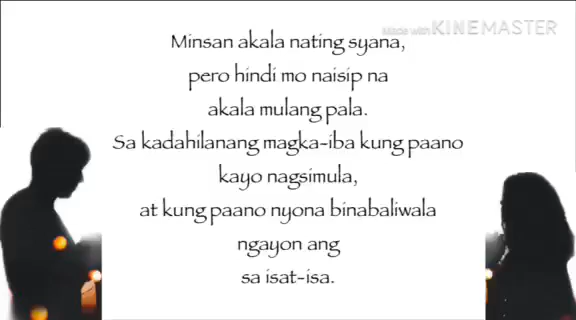 Made with KINEMASTER
Minsan akala nating syana,
pero hindi mo naisip na
akala mulang pala.
Sa kadahilanang magka-iba kung paano
kayo nagsimula,
at kung paano nyona binabaliwala
ngayon ang
sa isat-isa.